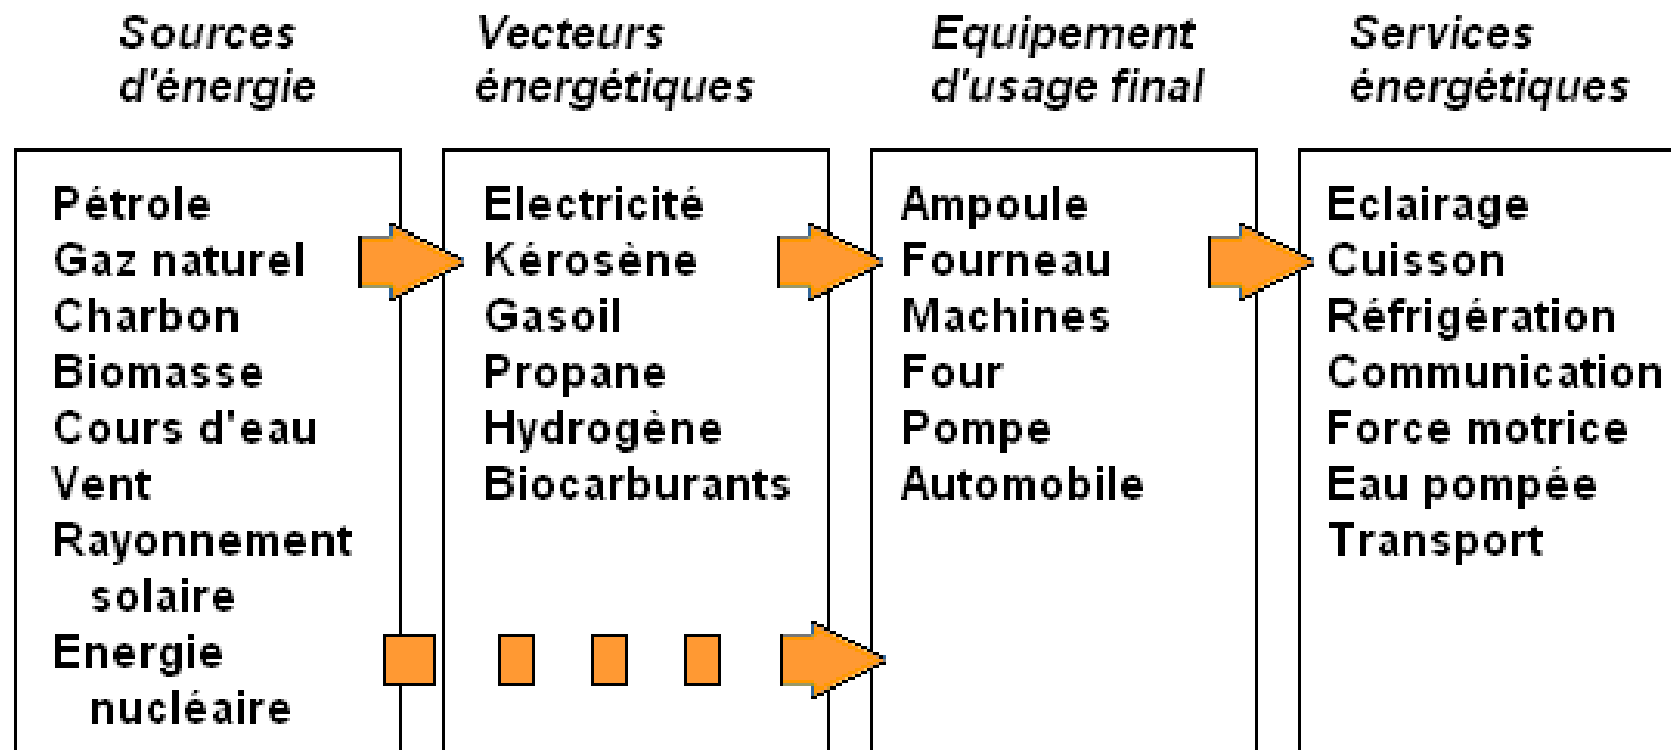 Sources
d'énergie
Vecteurs
énergétiques
Equipement
d'usage final
Services
énergétiques
Pétrole
Gaz naturel
Charbon
Biomasse
Cours d'eau
Vent
Rayonnement
solaire
Energie
nucléaire
Electricité
Kérosène
Gasoil
Propane
Hydrogène
Biocarburants
Ampoule
Fourneau
Machines
Four
Pompe
Automobile
Eclairage
Cuisson
Réfrigération
Communication
Force motrice
Eau pompée
Transport